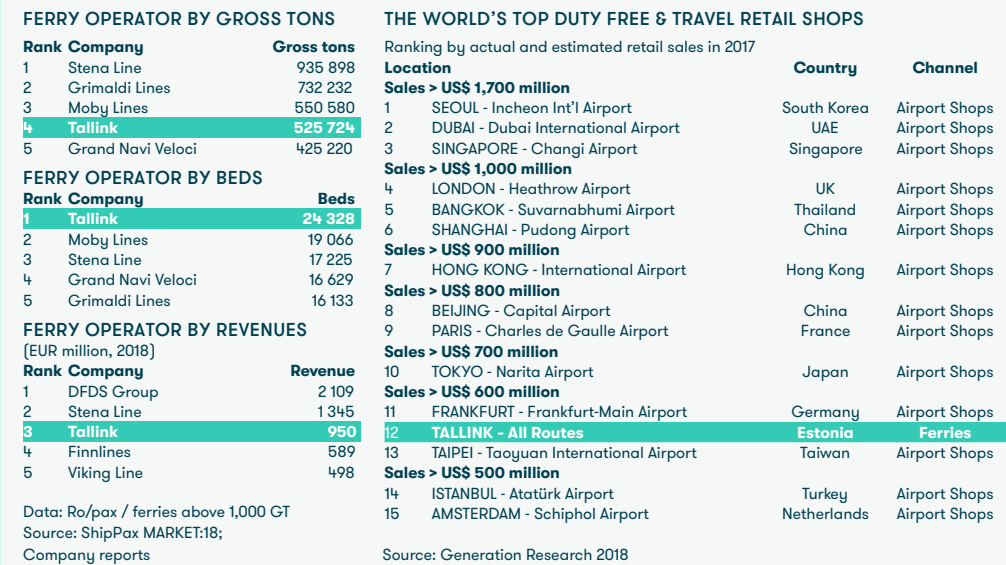 FERRY OPERATOR BY GROSS TONS
Rank Company Gross tons
1 Stena Line 935 898
2 Grimaldi Lines 732 232
3 Moby Lines 550 580
4 Tallink 525 724
5 Grand Navi Veloci 425 220
FERRY OPERATOR BY BEDS
Rank Company Beds
1 Tallink 24 328
2 Moby Lines 19 066
3 Stena Line 17 225
4 Grand Navi Veloci 16 629
5 Grimaldi Lines 16 133
FERRY OPERATOR BY REVENUES
(EUR million, 2018)
Rank Company Revenue
1 DFDS Group 2 109
2 Stena Line 1 345
3 Tallink 950
4 Finnlines 589
5 Viking Line 498
Data: Ro/pax / ferries above 1,000 GT
Source: ShipPax MARKET:18;
Company reports
THE WORLD'S TOP DUTY FREE & TRAVEL RETAIL SHOPS
Ranking by actual and estimated retail sales in 2017
Location Country Channel
Sales > US$ 1,700 million
1 SEOUL - Incheon Int'l Airport South Korea Airport Shops
2 DUBAI - Dubai International Airport UAE Airport Shops
3 SINGAPORE - Changi Airport Singapore Airport Shops
Sales > US$ 1,000 million
4 LONDON - Heathrow Airport UK Airport Shops
5 BANGKOK - Suvarnabhumi Airport Thailand Airport Shops
6 SHANGHAI - Pudong Airport China Airport Shops
Sales > US$ 900 million
7 HONG KONG - International Airport Hong Kong Airport Shops
Sales > US$ 800 million
8 BEIJING - Capital Airport China Airport Shops
9 PARIS - Charles de Gaulle Airport France Airport Shops
Sales > US$ 700 million
10 TOKYO - Narita Airport Japan Airport Shops
Sales > US$ 600 million
11 FRANKFURT - Frankfurt-Main Airport Germany Airport Shops
12 TALLINK - All Routes Estonia Ferries
13 TAIPEI - Taoyuan International Airport Taiwan Airport Shops
Sales > US$ 500 million
14 ISTANBUL - Atatürk Airport Turkey Airport Shops
15 AMSTERDAM - Schiphol Airport Netherlands Airport Shops
Source: Generation Research 2018